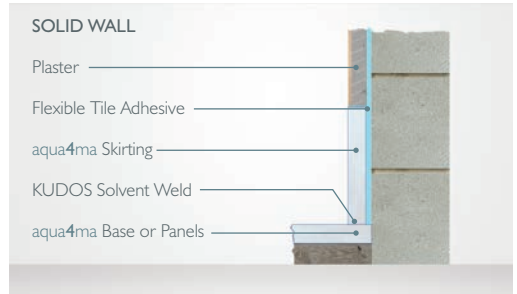 SOLID WALL
Plaster
Flexible Tile Adhesive
aqua4ma Skirting
KUDOS Solvent Weld
aqua4ma Base or Panels